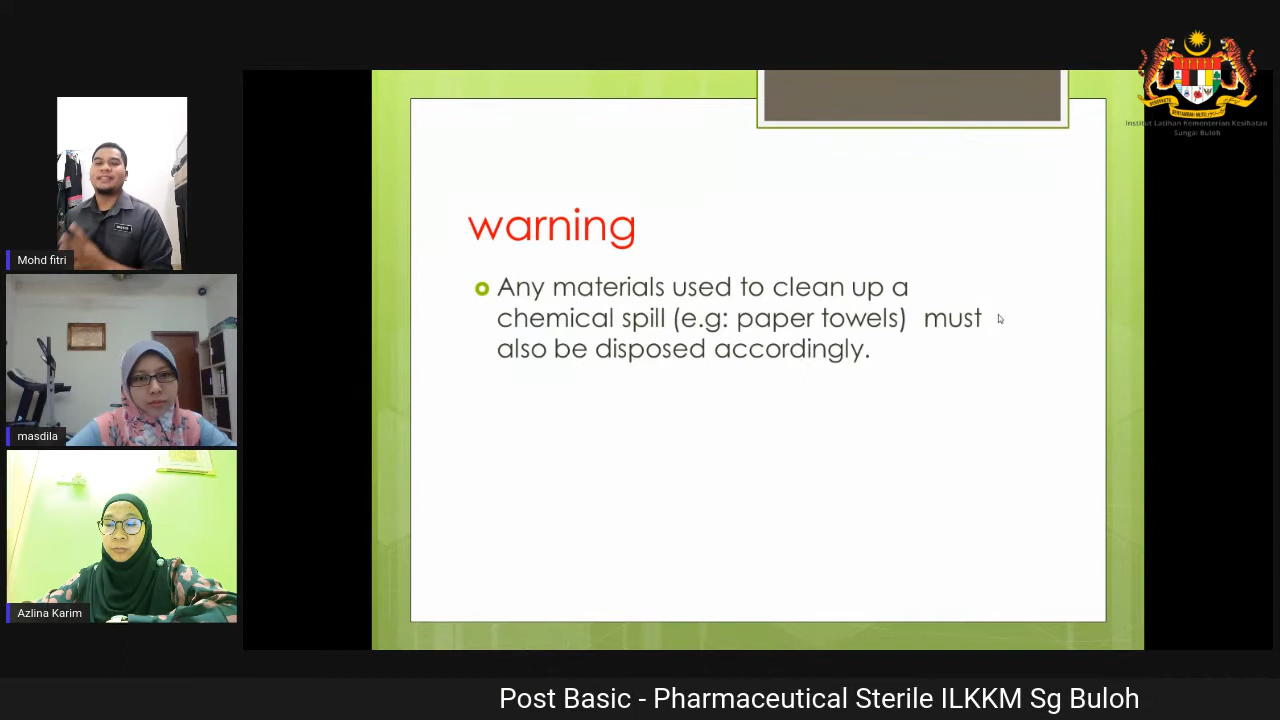 Institut Latihan Kementerian Kesihatan
Sungai Buloh
Mohd fitri
masdila
Azlina Karim
warning
Any materials used to clean up a
chemical spill (e.g: paper towels) must
also be disposed accordingly.
Post Basic - Pharmaceutical Sterile ILKKM Sg Buloh